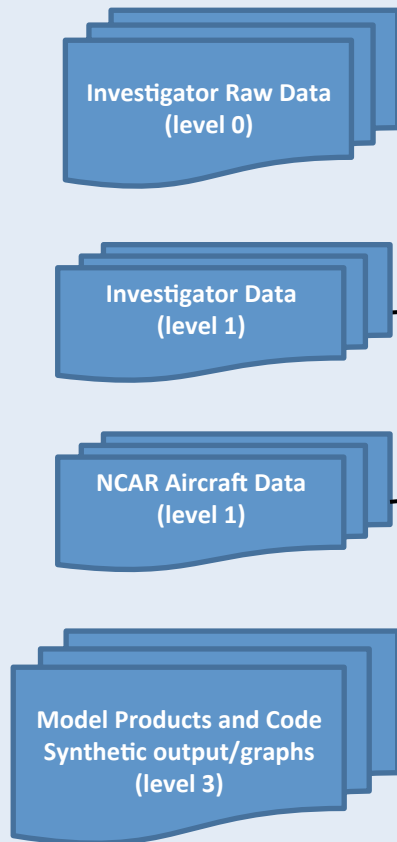 Investigator Raw Data
(level 0)
Investigator Data
(level 1)
NCAR Aircraft Data
(level 1)
Model Products and Code
Synthetic output/graphs
(level 3)